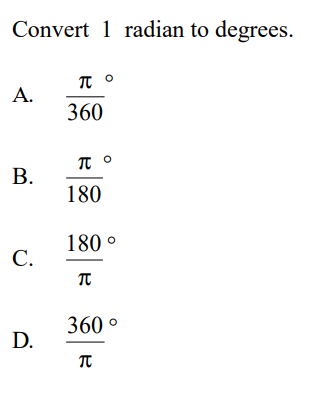 Convert 1 radian to degrees.
A. π/360 °
B. π/180 °
C. 180/π °
D. 360/π °